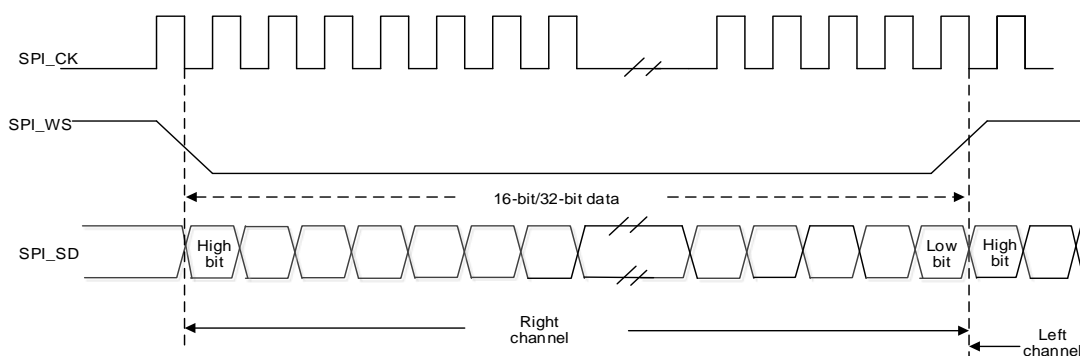 SPI_CK
SPI_WS
16-bit/32-bit data
SPI_SD
High
bit
Low
bit
High
bit
Right
channel
Left
channel